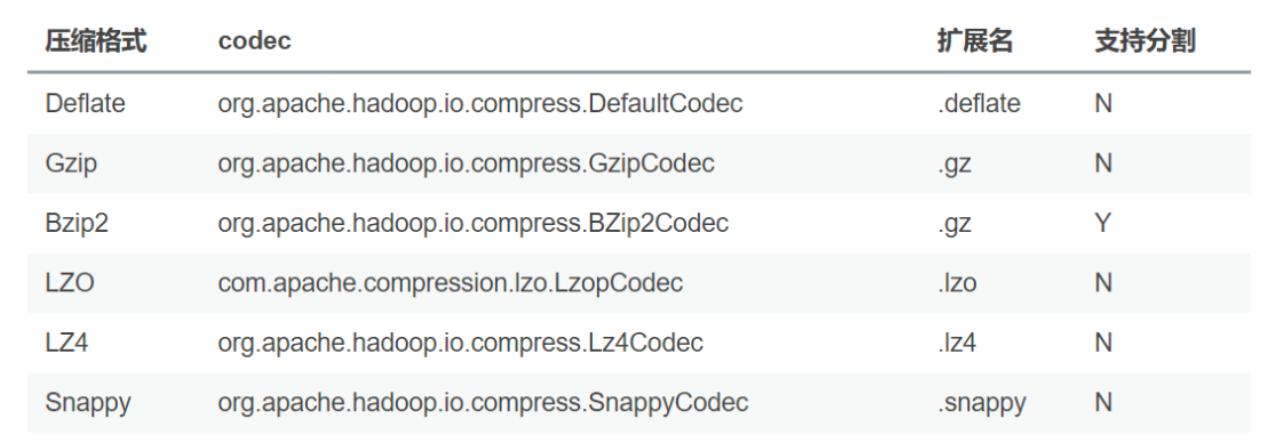 压缩格式 codec 扩展名 支持分割
Deflate org.apache.hadoop.io.compress.DefaultCodec .deflate N
Gzip org.apache.hadoop.io.compress.GzipCodec .gz N
Bzip2 org.apache.hadoop.io.compress.BZip2Codec .gz Y
LZO com.apache.compression.lzo.LzopCodec .lzo N
LZ4 org.apache.hadoop.io.compress.Lz4Codec .lz4 N
Snappy org.apache.hadoop.io.compress.SnappyCodec .snappy N